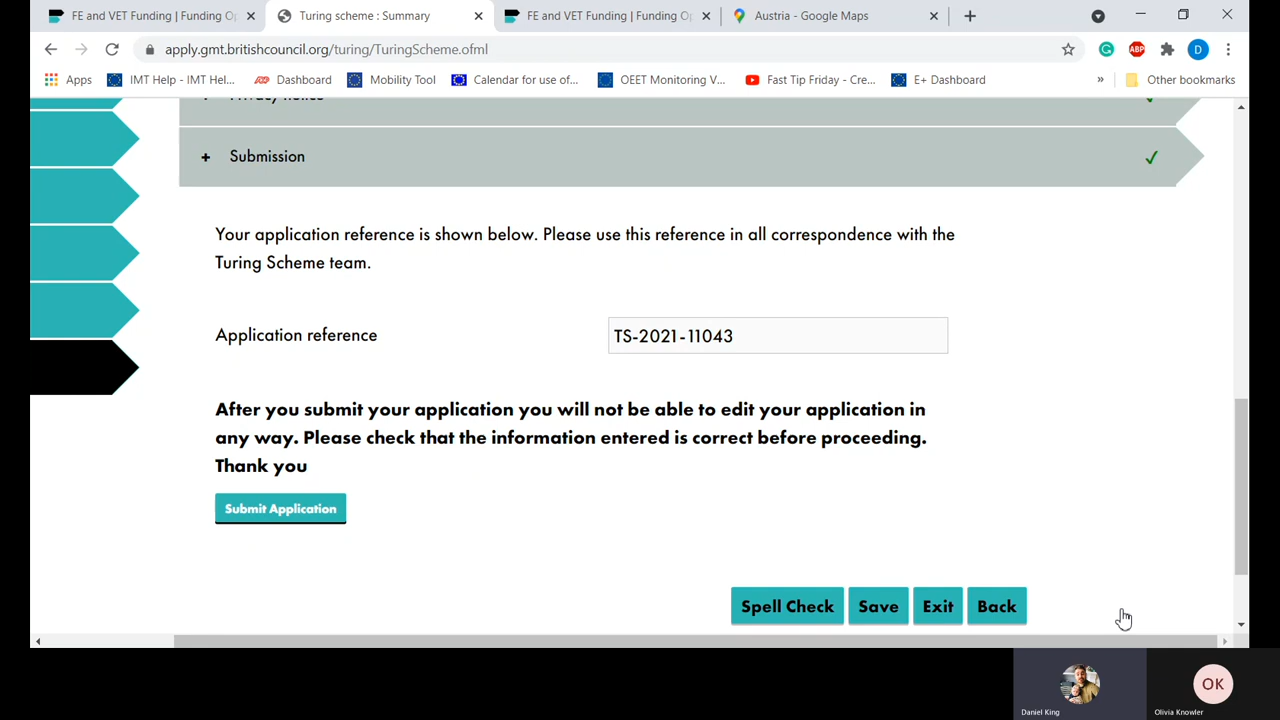 FE and VET Funding | Funding Op
Turing scheme : Summary
FE and VET Funding | Funding Op
Austria - Google Maps
apply.gmt.britishcouncil.org/turing/TuringScheme.ofml
ABP
D
Apps
IMT Help - IMT Hel...
Dashboard
Mobility Tool
Calendar for use of...
OEET Monitoring V...
Fast Tip Friday - Cre...
E+ Dashboard
»
Other bookmarks
Privacy notice
+ Submission
Your application reference is shown below. Please use this reference in all correspondence with the
Turing Scheme team.
Application reference
TS-2021-11043
After you submit your application you will not be able to edit your application in
any way. Please check that the information entered is correct before proceeding.
Thank you
Submit Application
Spell Check
Save
Exit
Back
OK
Daniel King
Olivia Knowler